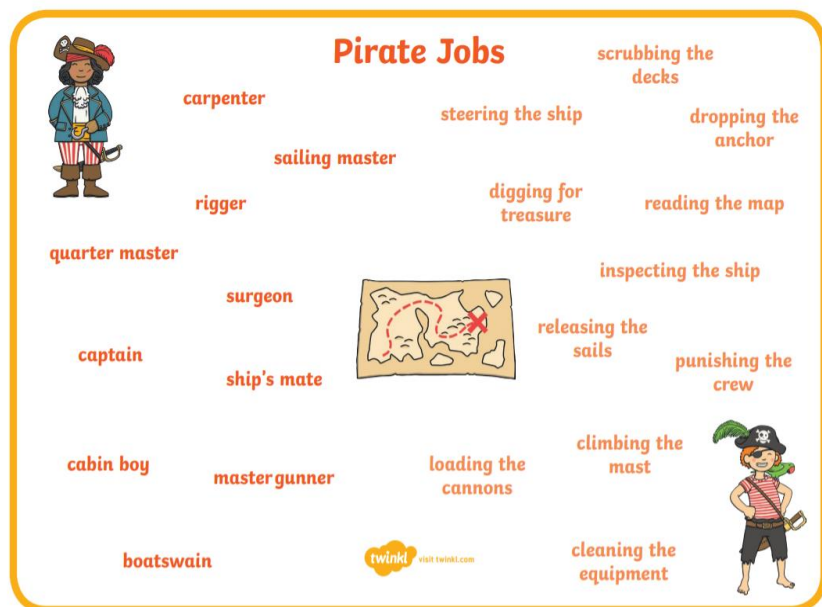 Pirate Jobs
scrubbing the
decks
carpenter
steering the ship
dropping the
anchor
sailing master
digging for
treasure
rigger
reading the map
quarter master
inspecting the ship
surgeon
releasing the
sails
captain
punishing the
crew
ship's mate
climbing the
mast
cabin boy
master gunner
loading the
cannons
boatswain
twinkl visit twinkl.com
cleaning the
equipment